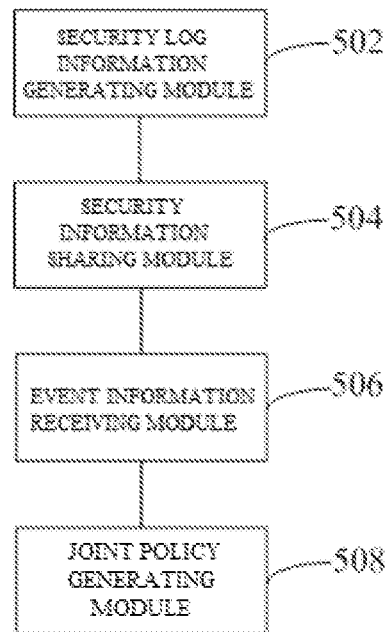 SECURITY LOG
INFORMATION
GENERATING MODULE
502
SECURITY
INFORMATION
SHARING MODULE
504
EVENT INFORMATION
RECEIVING MODULE
506
JOINT POLICY
GENERATING
MODULE
508